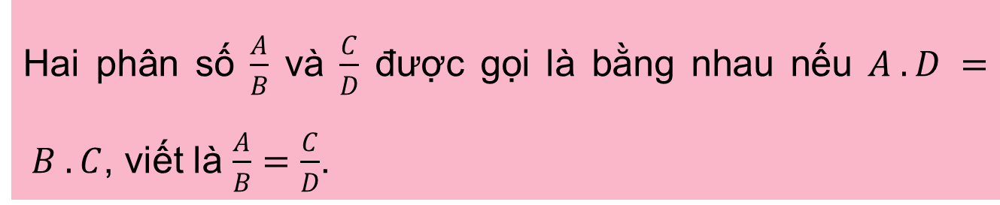 Hai phân số A/B và C/D được gọi là bằng nhau nếu A . D =
B . C, viết là A/B = C/D.